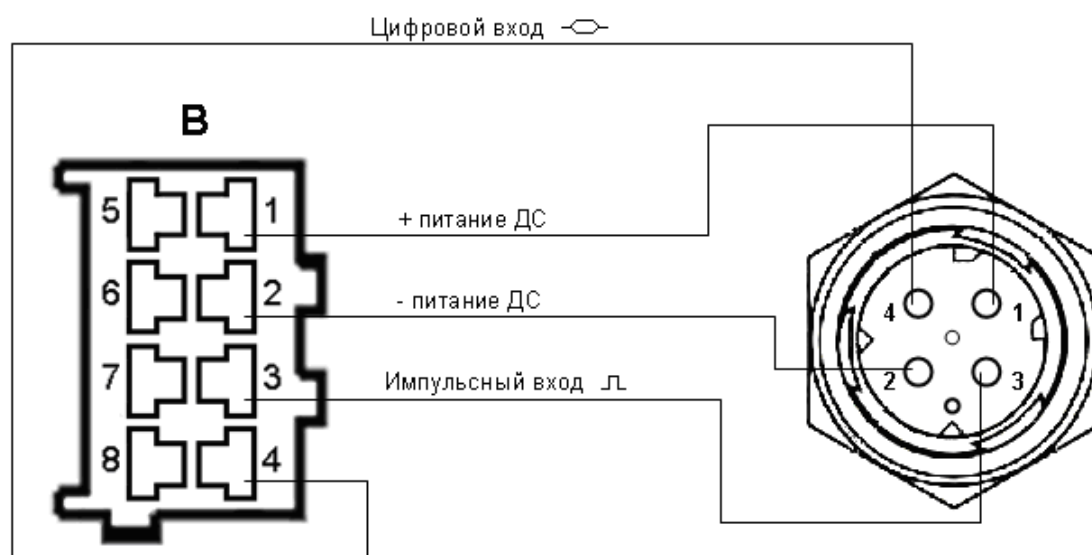 Цифровой вход
В
5 1
+ питание ДС
6 2
- питание ДС
4 1
7 3
Импульсный вход
2 3
8 4